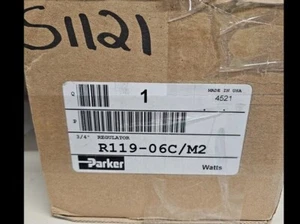 S1121
Q
1
MADE IN USA
4521
3/4" REGULATOR
R119-06C/M2
Parker
Watts